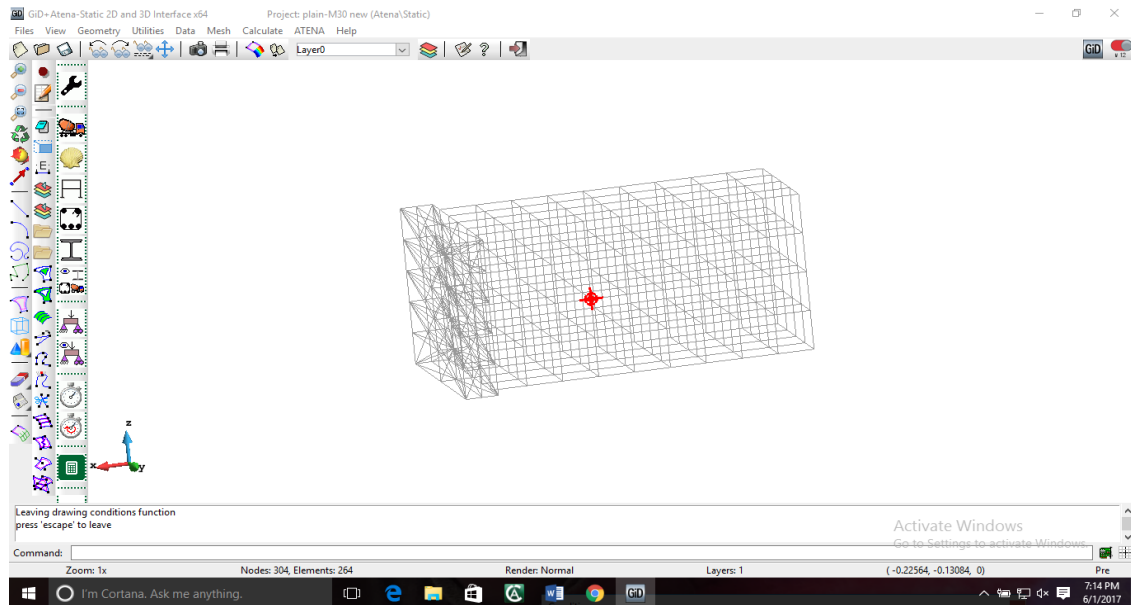 GiD GiD+Atena-Static 2D and 3D Interface x64 Project: plain-M30 new (Atena\Static)
Files View Geometry Utilities Data Mesh Calculate ATENA Help
Layer0 ? GiD
v 12
E
z
x y
Leaving drawing conditions function
press 'escape' to leave
Activate Windows
Go to Settings to activate Windows.
Command:
Zoom: 1x Nodes: 304, Elements: 264 Render: Normal Layers: 1 ( -0.22564, -0.13084, 0) Pre
I'm Cortana. Ask me anything. GiD 7:14 PM
6/1/2017